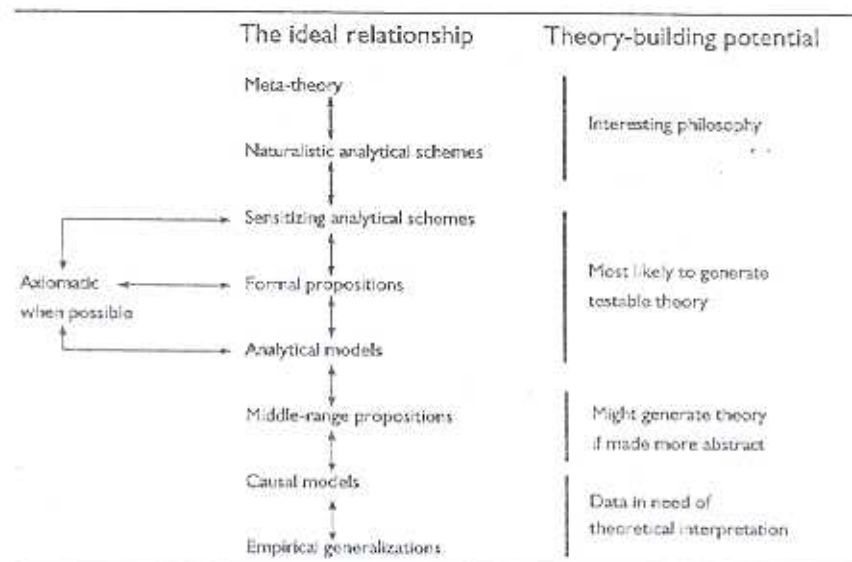 The ideal relationship
Theory-building potential
Meta-theory
Interesting philosophy
Naturalistic analytical schemes
Sensitizing analytical schemes
Axiomatic
when possible
Formal propositions
Most likely to generate
testable theory
Analytical models
Middle-range propositions
Might generate theory
if made more abstract
Causal models
Data in need of
theoretical interpretation
Empirical generalizations